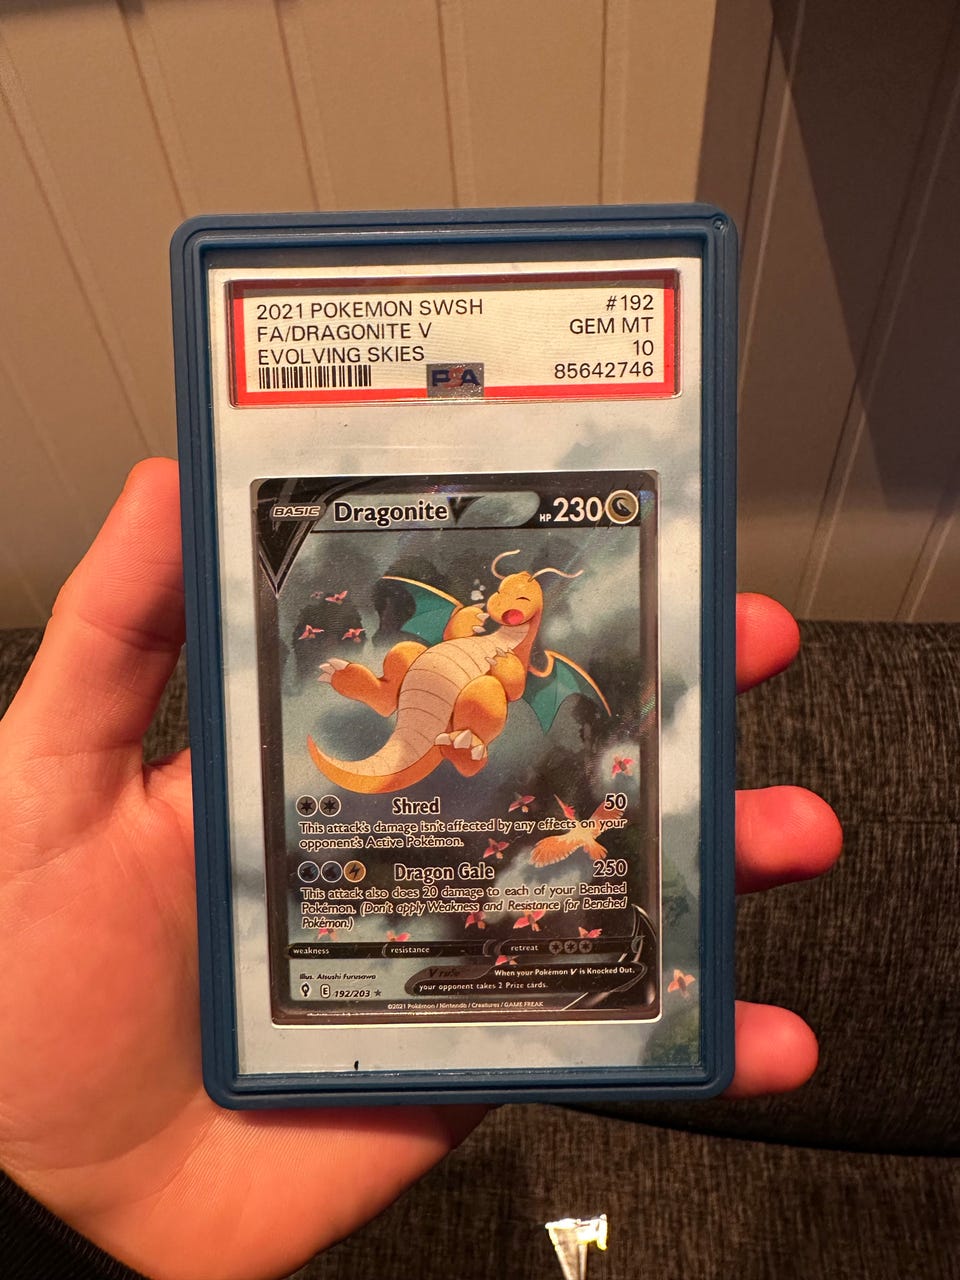 2021 POKEMON SWSH #192
FA/DRAGONITE V GEM MT
EVOLVING SKIES 10
PSA 85642746
BASIC Dragonite V HP 230
Shred 50
This attack's damage isn't affected by any effects on your
opponent's Active Pokémon.
Dragon Gale 250
This attack also does 20 damage to each of your Benched
Pokémon. (Don't apply Weakness and Resistance for Benched
Pokémon.)
weakness resistance retreat
V rule When your Pokémon V is Knocked Out,
your opponent takes 2 Prize cards.
Illus. Atsushi Furusawa
E 192/203 ★
©2021 Pokémon / Nintendo / Creatures / GAME FREAK